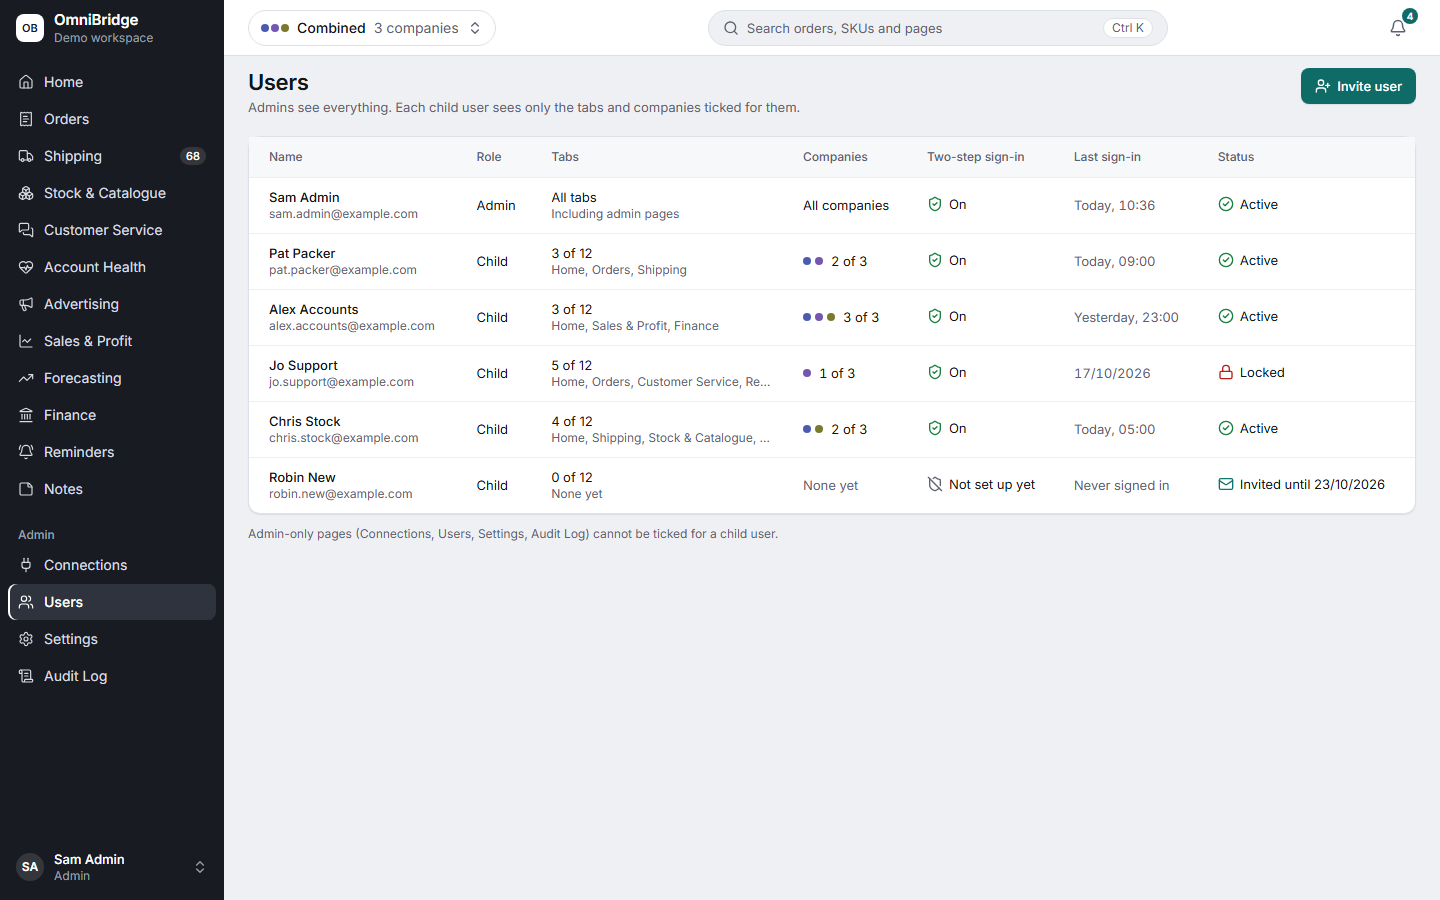 OB
OmniBridge
Demo workspace
Combined 3 companies
Search orders, SKUs and pages
Ctrl K
4
Home
Orders
Shipping 68
Stock & Catalogue
Customer Service
Account Health
Advertising
Sales & Profit
Forecasting
Finance
Reminders
Notes
Admin
Connections
Users
Settings
Audit Log
SA
Sam Admin
Admin
Users
Admins see everything. Each child user sees only the tabs and companies ticked for them.
Invite user
Name Role Tabs Companies Two-step sign-in Last sign-in Status
Sam Admin
sam.admin@example.com
Admin
All tabs
Including admin pages
All companies
On
Today, 10:36
Active
Pat Packer
pat.packer@example.com
Child
3 of 12
Home, Orders, Shipping
2 of 3
On
Today, 09:00
Active
Alex Accounts
alex.accounts@example.com
Child
3 of 12
Home, Sales & Profit, Finance
3 of 3
On
Yesterday, 23:00
Active
Jo Support
jo.support@example.com
Child
5 of 12
Home, Orders, Customer Service, Re...
1 of 3
On
17/10/2026
Locked
Chris Stock
chris.stock@example.com
Child
4 of 12
Home, Shipping, Stock & Catalogue, ...
2 of 3
On
Today, 05:00
Active
Robin New
robin.new@example.com
Child
0 of 12
None yet
None yet
Not set up yet
Never signed in
Invited until 23/10/2026
Admin-only pages (Connections, Users, Settings, Audit Log) cannot be ticked for a child user.